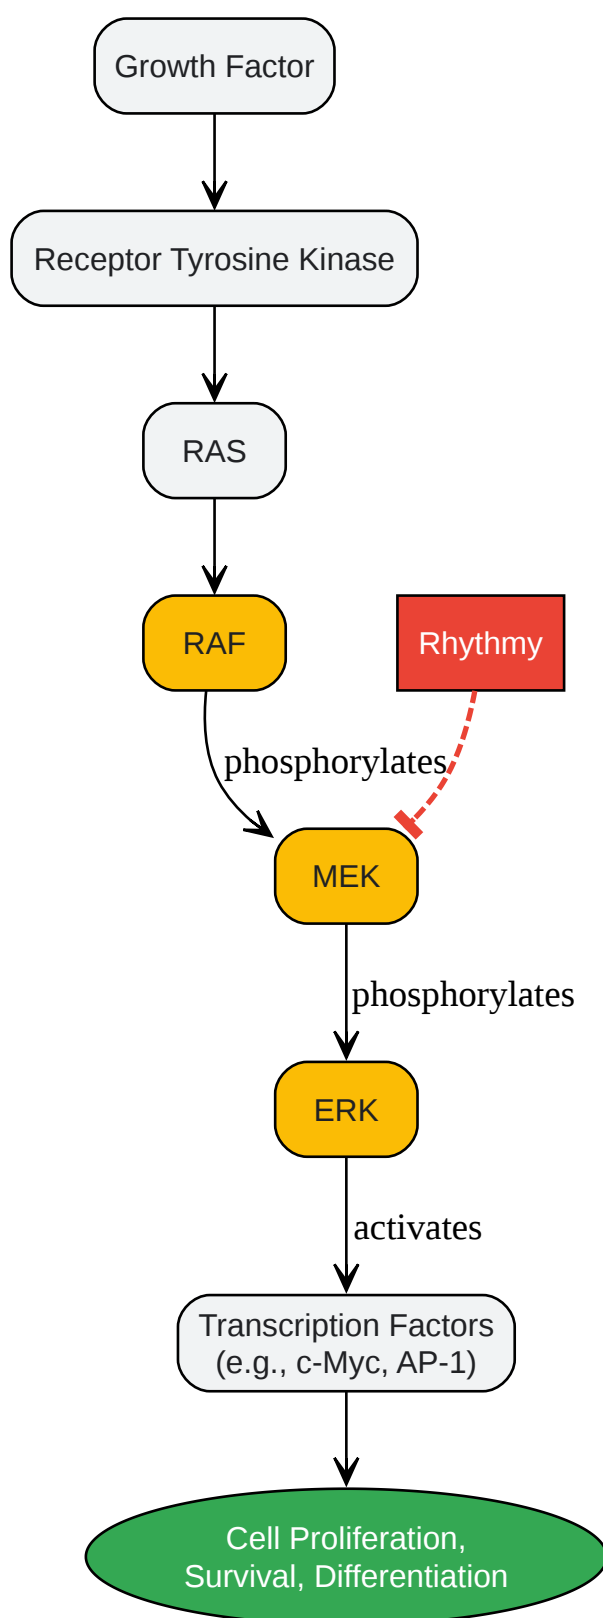 Growth Factor
Receptor Tyrosine Kinase
RAS
RAF
Rhythmy
phosphorylates
MEK
phosphorylates
ERK
activates
Transcription Factors
(e.g., c-Myc, AP-1)
Cell Proliferation,
Survival, Differentiation